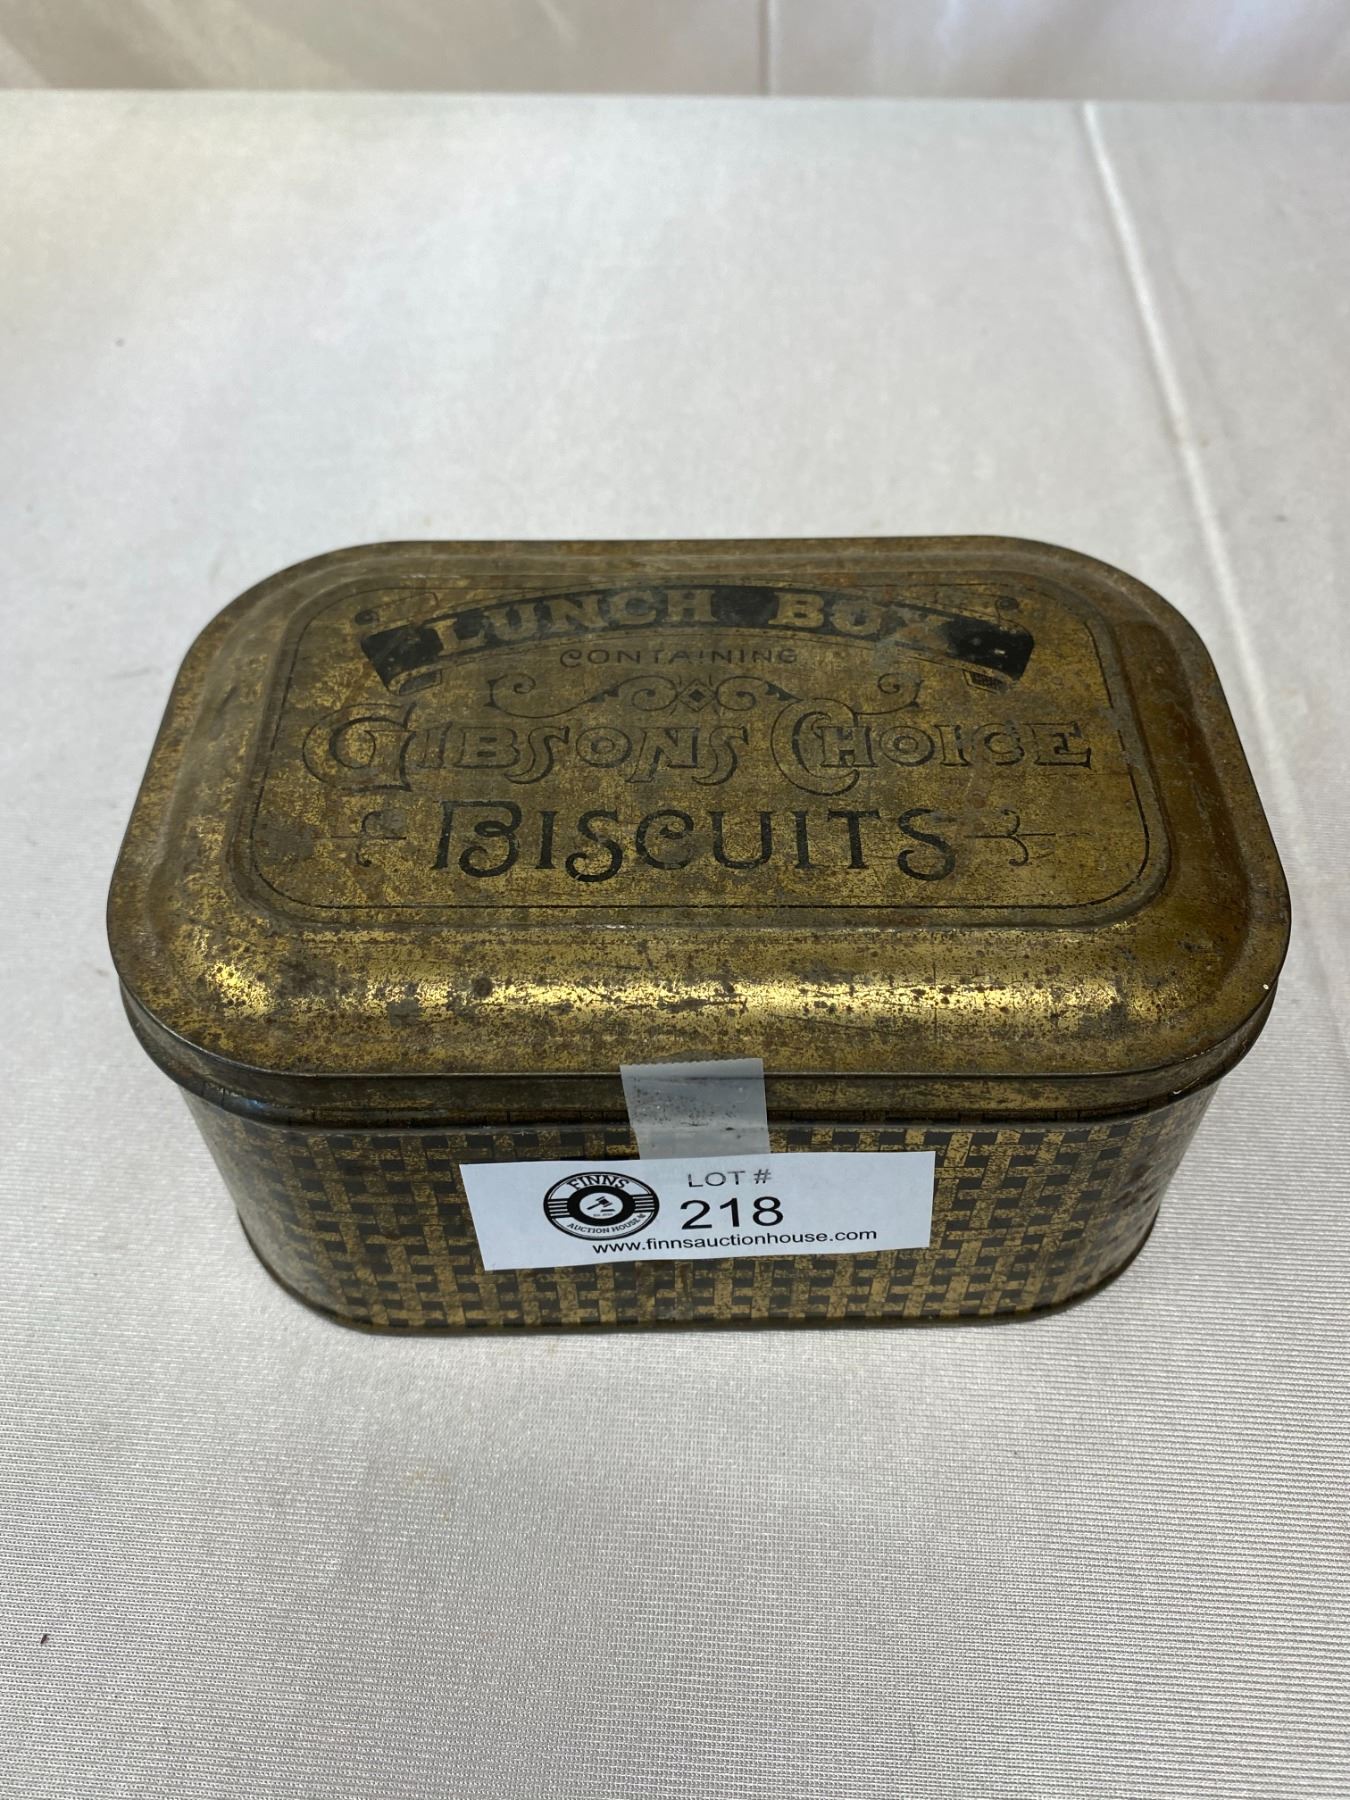 LUNCH BOX
CONTAINING
GIBSONS CHOICE
BISCUITS
FINNS
AUCTION HOUSE
LOT #
218
www.finnsauctionhouse.com